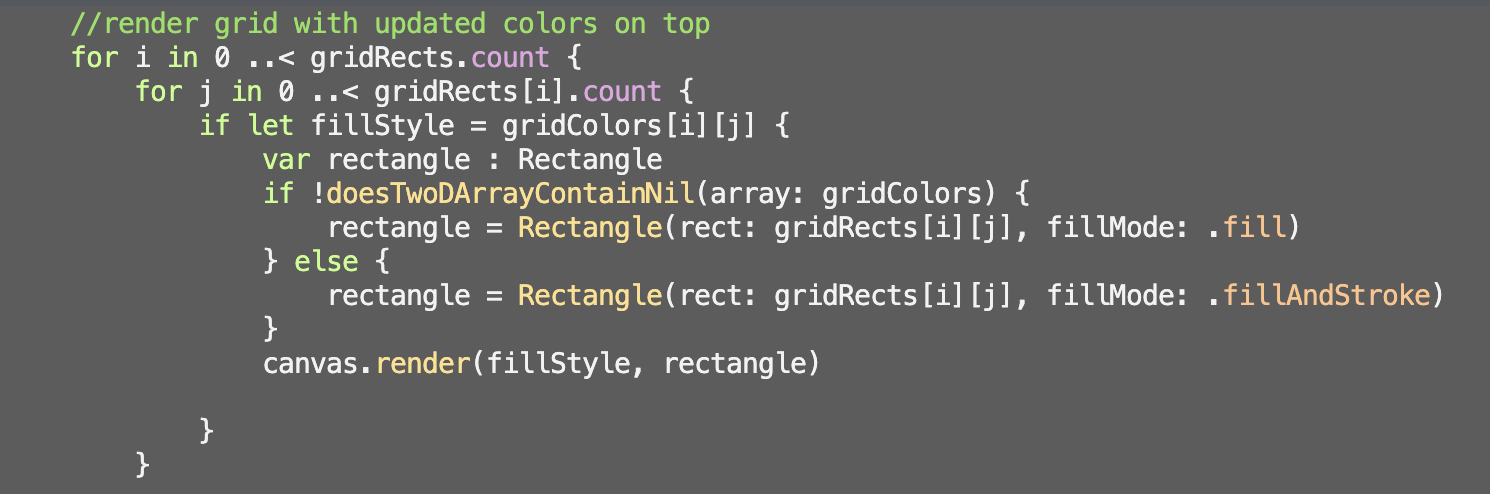 //render grid with updated colors on top
for i in 0 ..< gridRects.count {
for j in 0 ..< gridRects[i].count {
if let fillStyle = gridColors[i][j] {
var rectangle : Rectangle
if !doesTwoDArrayContainNil(array: gridColors) {
rectangle = Rectangle(rect: gridRects[i][j], fillMode: .fill)
} else {
rectangle = Rectangle(rect: gridRects[i][j], fillMode: .fillAndStroke)
}
canvas.render(fillStyle, rectangle)
}
}